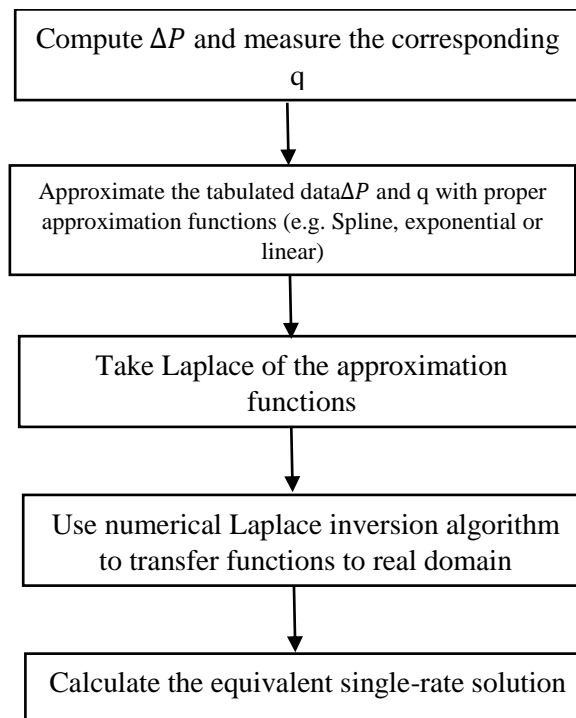 Compute ΔP and measure the corresponding
q
Approximate the tabulated dataΔP and q with proper
approximation functions (e.g. Spline, exponential or
linear)
Take Laplace of the approximation
functions
Use numerical Laplace inversion algorithm
to transfer functions to real domain
Calculate the equivalent single-rate solution